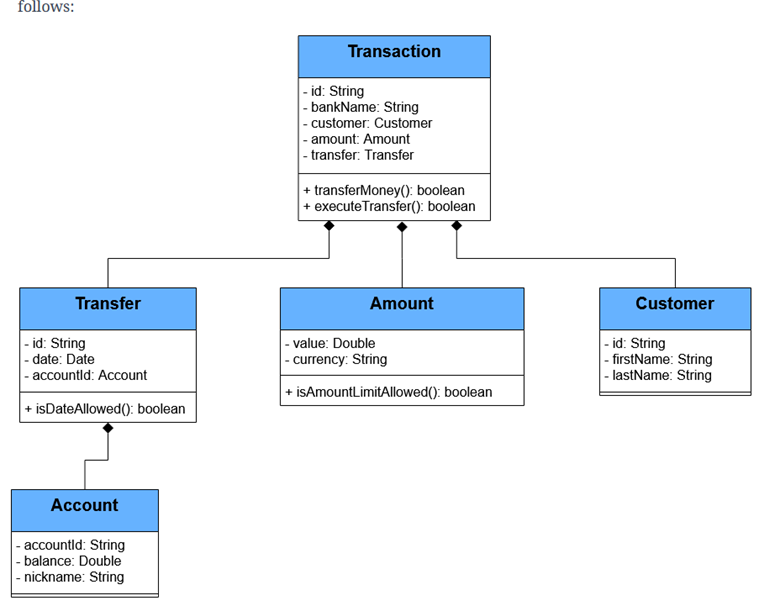 follows:
Transaction
- id: String
- bankName: String
- customer: Customer
- amount: Amount
- transfer: Transfer
+ transferMoney(): boolean
+ executeTransfer(): boolean
Transfer
- id: String
- date: Date
- accountId: Account
+ isDateAllowed(): boolean
Amount
- value: Double
- currency: String
+ isAmountLimitAllowed(): boolean
Customer
- id: String
- firstName: String
- lastName: String
Account
- accountId: String
- balance: Double
- nickname: String